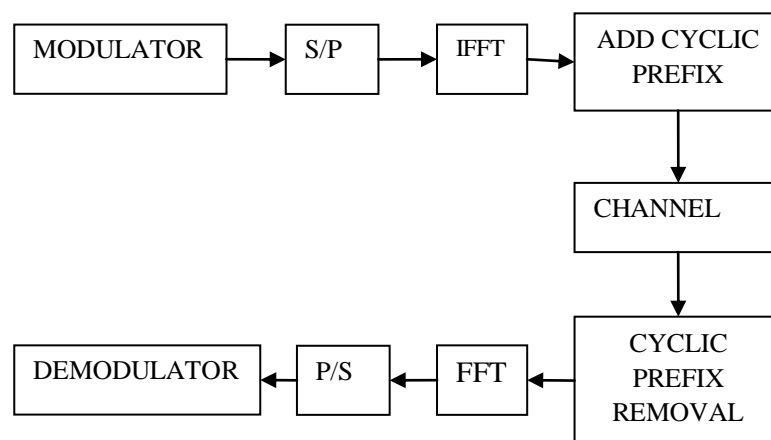 MODULATOR
S/P
IFFT
ADD CYCLIC
PREFIX
CHANNEL
CYCLIC
PREFIX
REMOVAL
FFT
P/S
DEMODULATOR